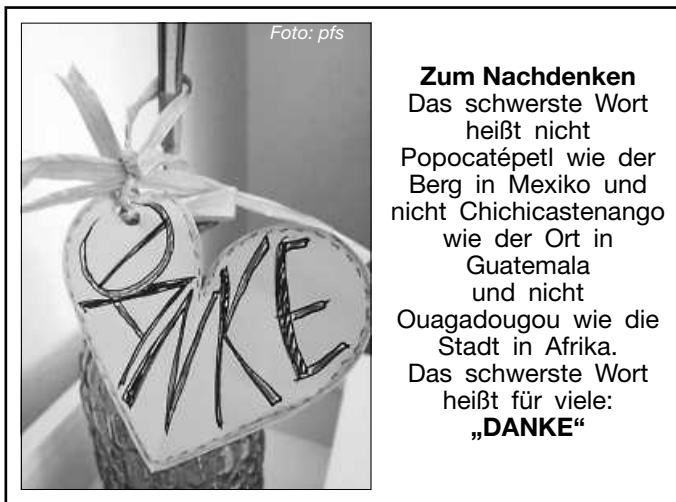 Foto: pfs
DANKE
Zum Nachdenken
Das schwerste Wort
heißt nicht
Popocatépetl wie der
Berg in Mexiko und
nicht Chichicastenango
wie der Ort in
Guatemala
und nicht
Ouagadougou wie die
Stadt in Afrika.
Das schwerste Wort
heißt für viele:
„DANKE“